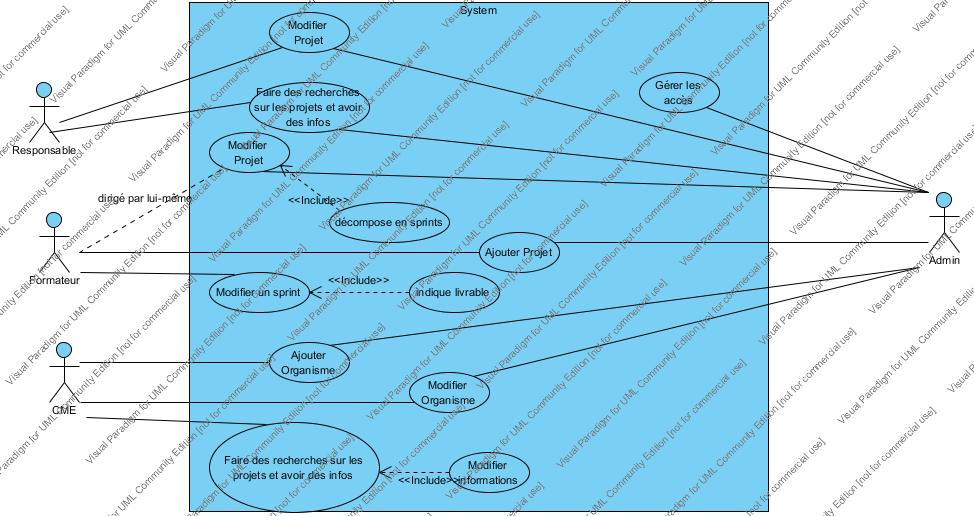 System
Modifier
Projet
Gérer les
accès
Faire des recherches
sur les projets et avoir
des infos
Responsable
Modifier
Projet
dirigé par lui-même
<<Include>>
décompose en sprints
Formateur
Ajouter Projet
Admin
Modifier un sprint
<<Include>>
indique livrable
Ajouter
Organisme
CME
Modifier
Organisme
Faire des recherches sur les
projets et avoir des infos
<<Include>>
Modifier
informations
Visual Paradigm for UML Community Edition [not for commercial use]